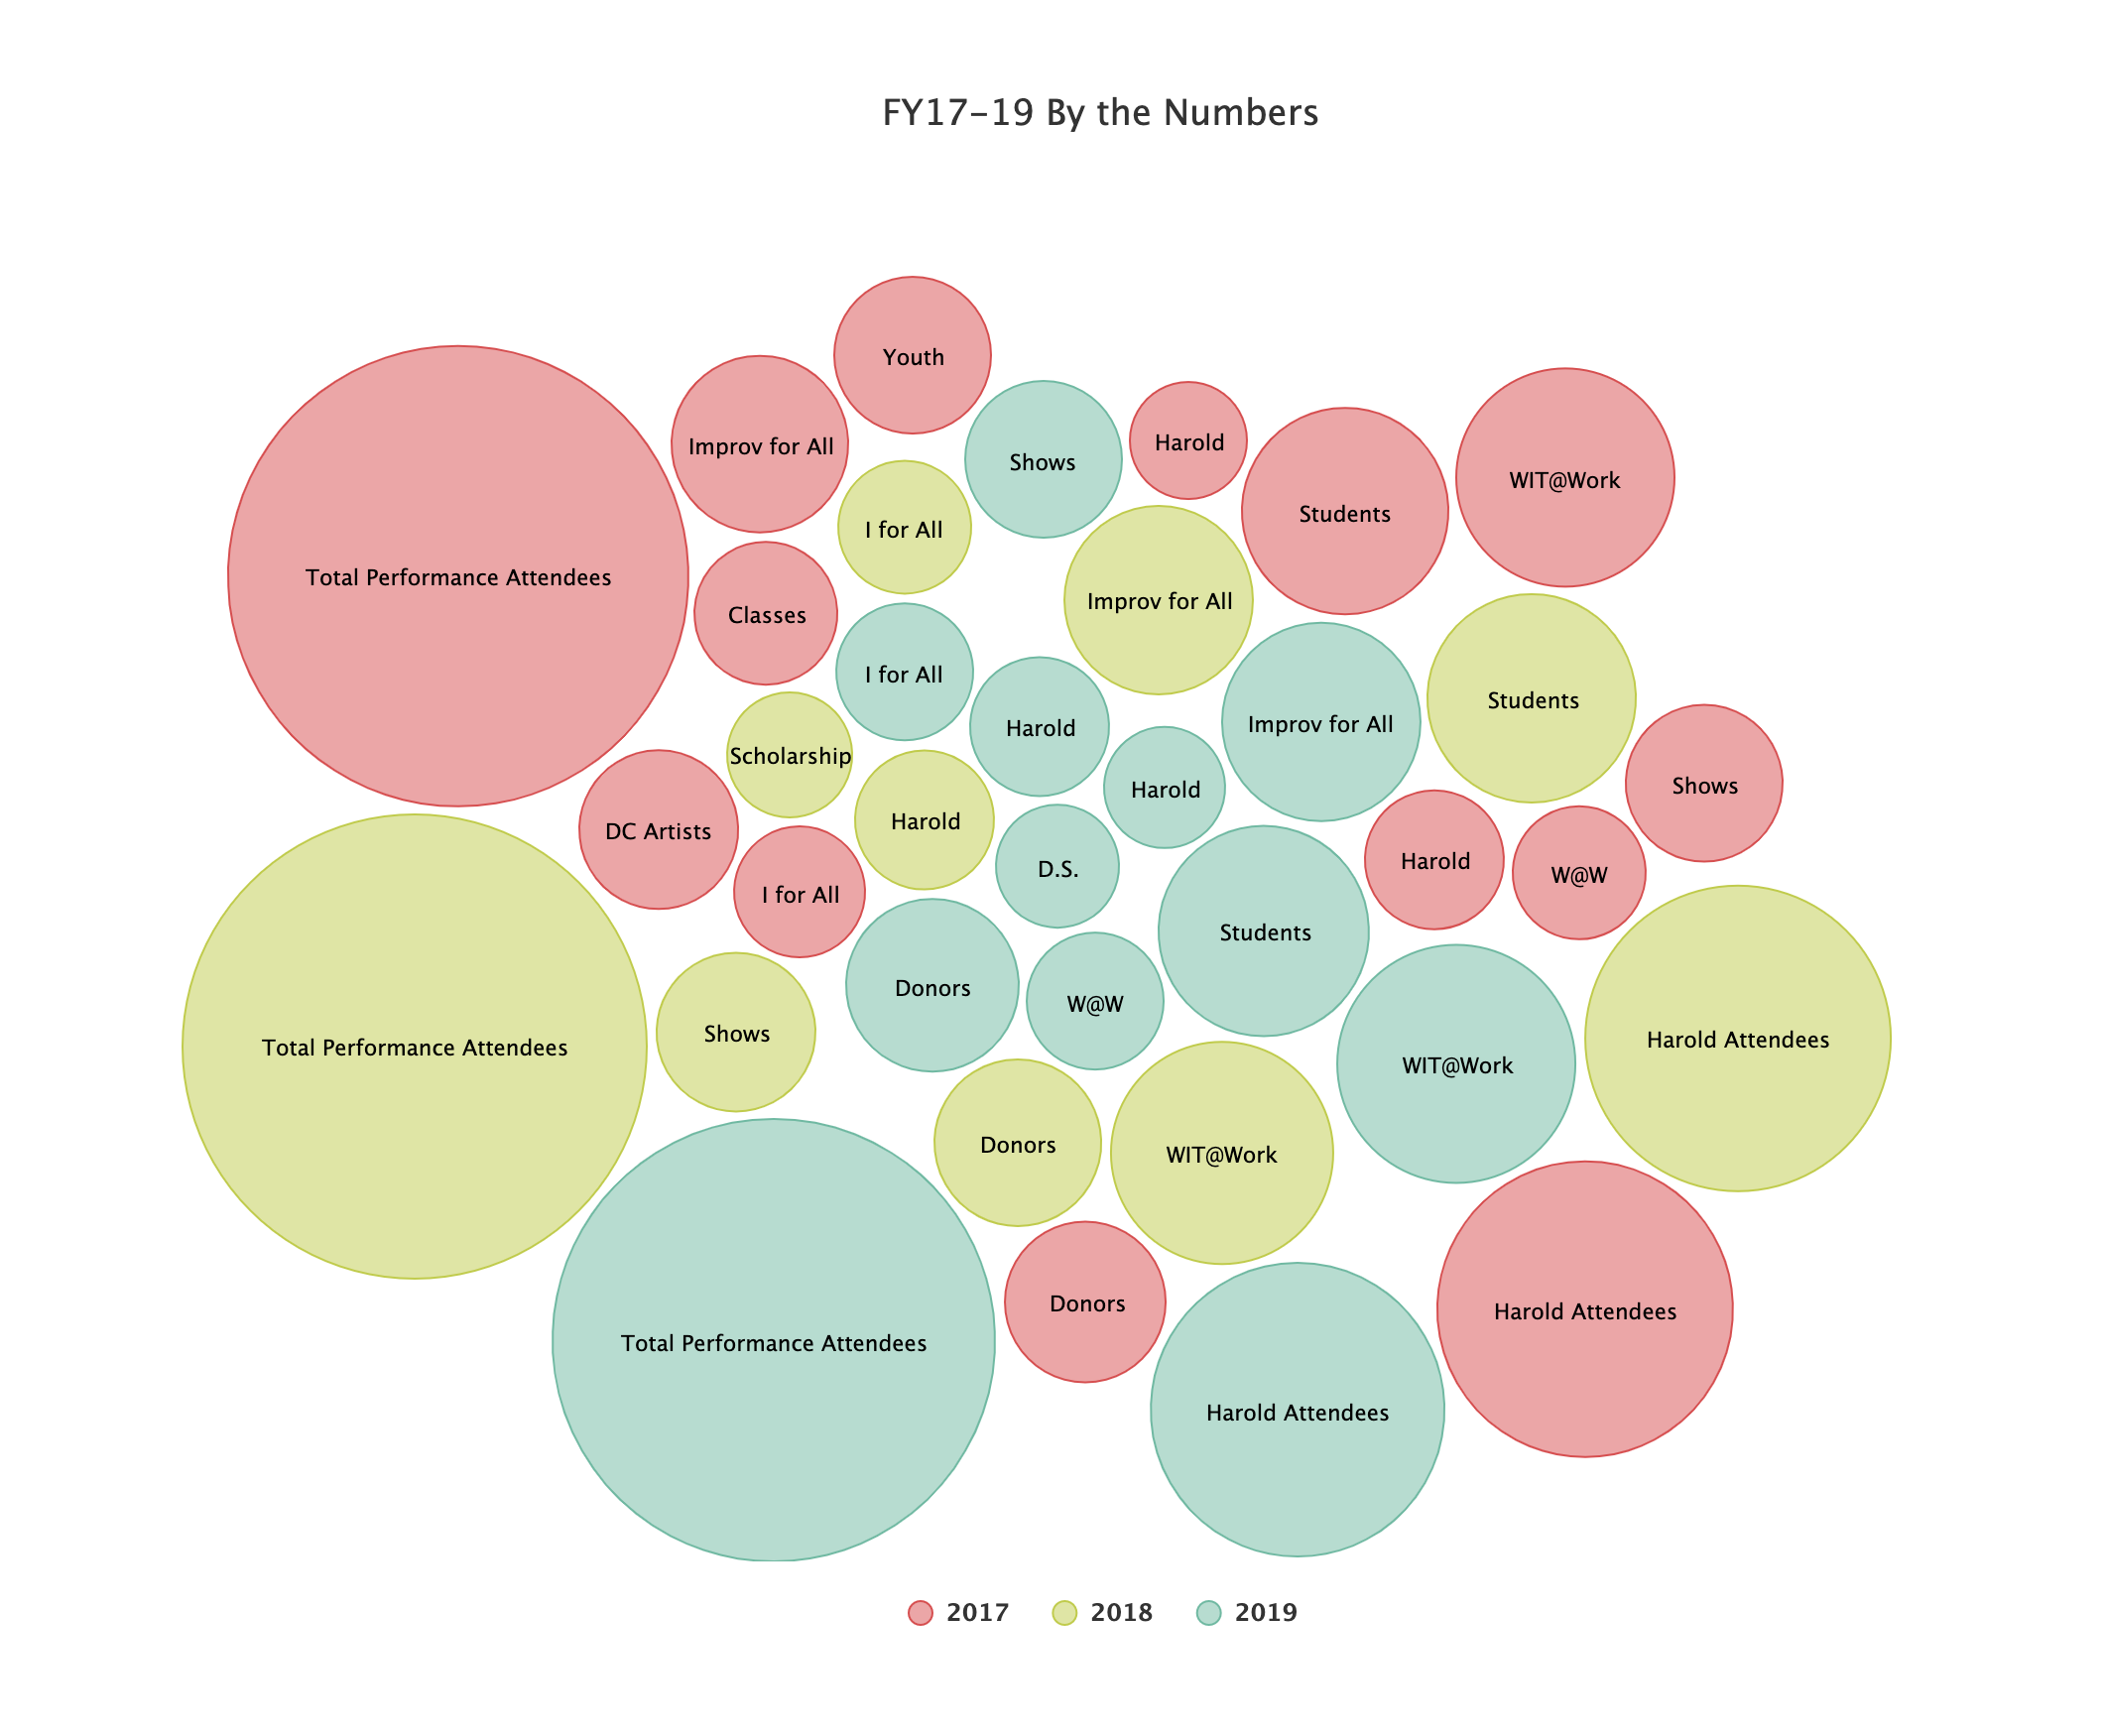 FY17-19 By the Numbers
Youth
Improv for All
Harold
Shows
WIT@Work
Students
I for All
Total Performance Attendees
Improv for All
Classes
I for All
Students
Improv for All
Harold
Scholarship
Shows
Harold
Harold
DC Artists
Harold
D.S.
W@W
I for All
Students
Donors
W@W
Shows
Harold Attendees
Total Performance Attendees
WIT@Work
Donors
WIT@Work
Donors
Harold Attendees
Total Performance Attendees
Harold Attendees
2017 2018 2019